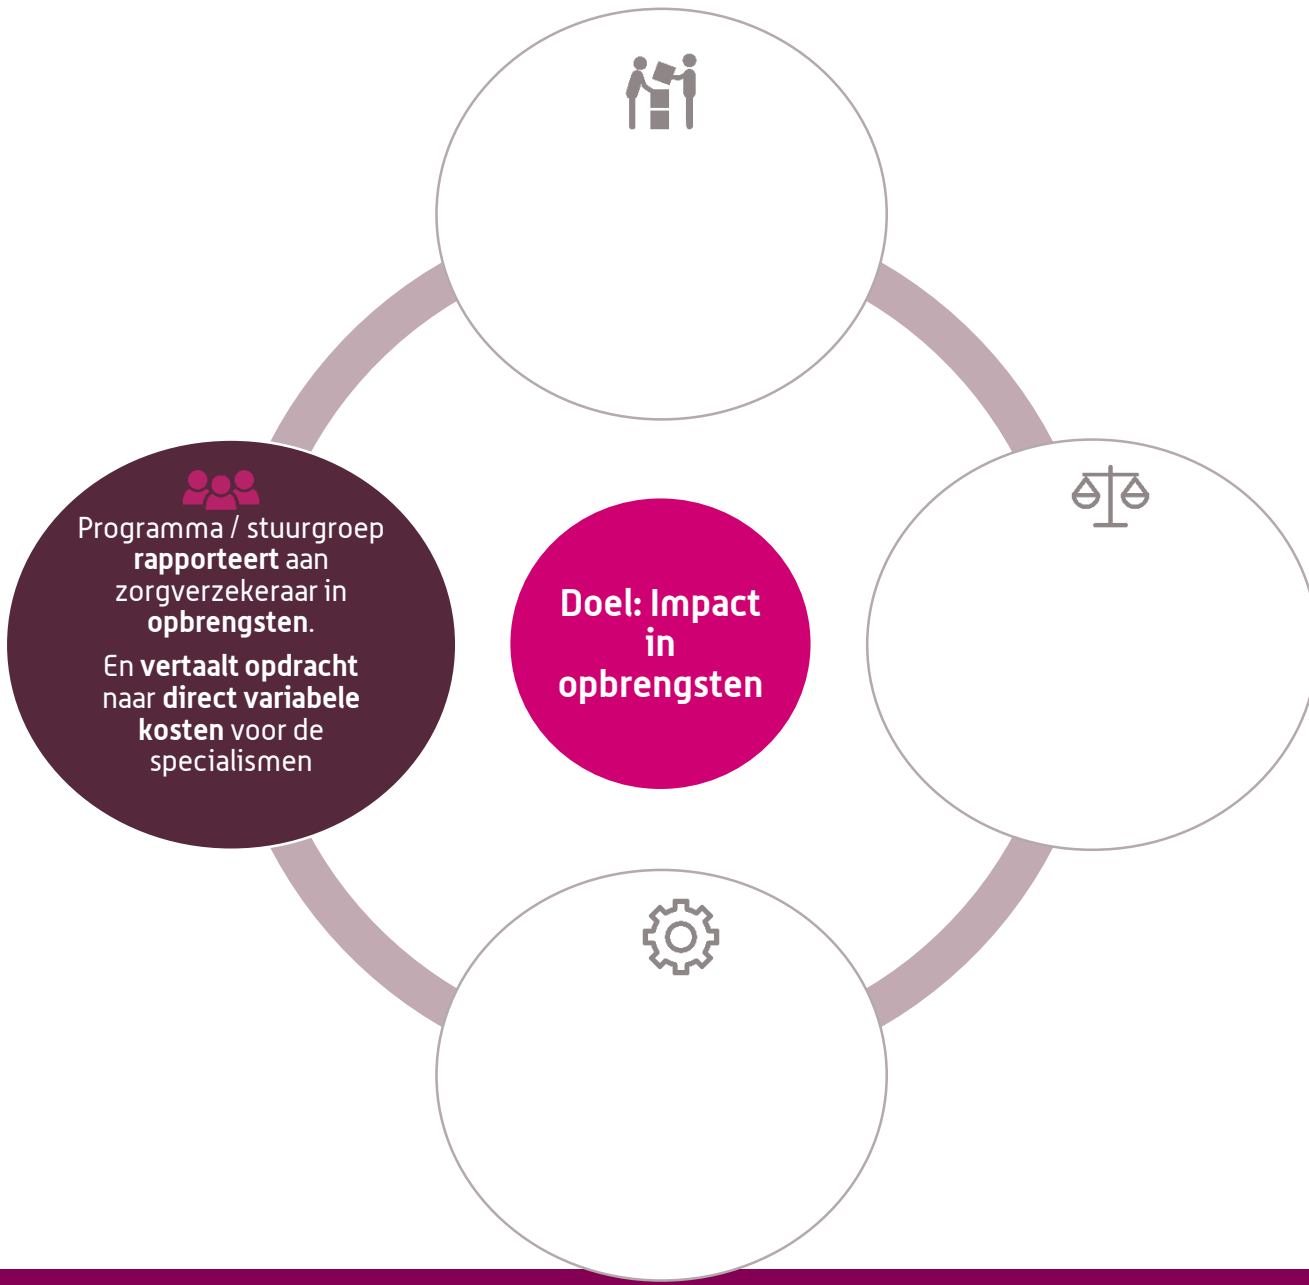 Programma / stuurgroep
rapporteert aan
zorgverzekeraar in
opbrengsten.
En vertaalt opdracht
naar direct variabele
kosten voor de
specialismen
Doel: Impact
in
opbrengsten